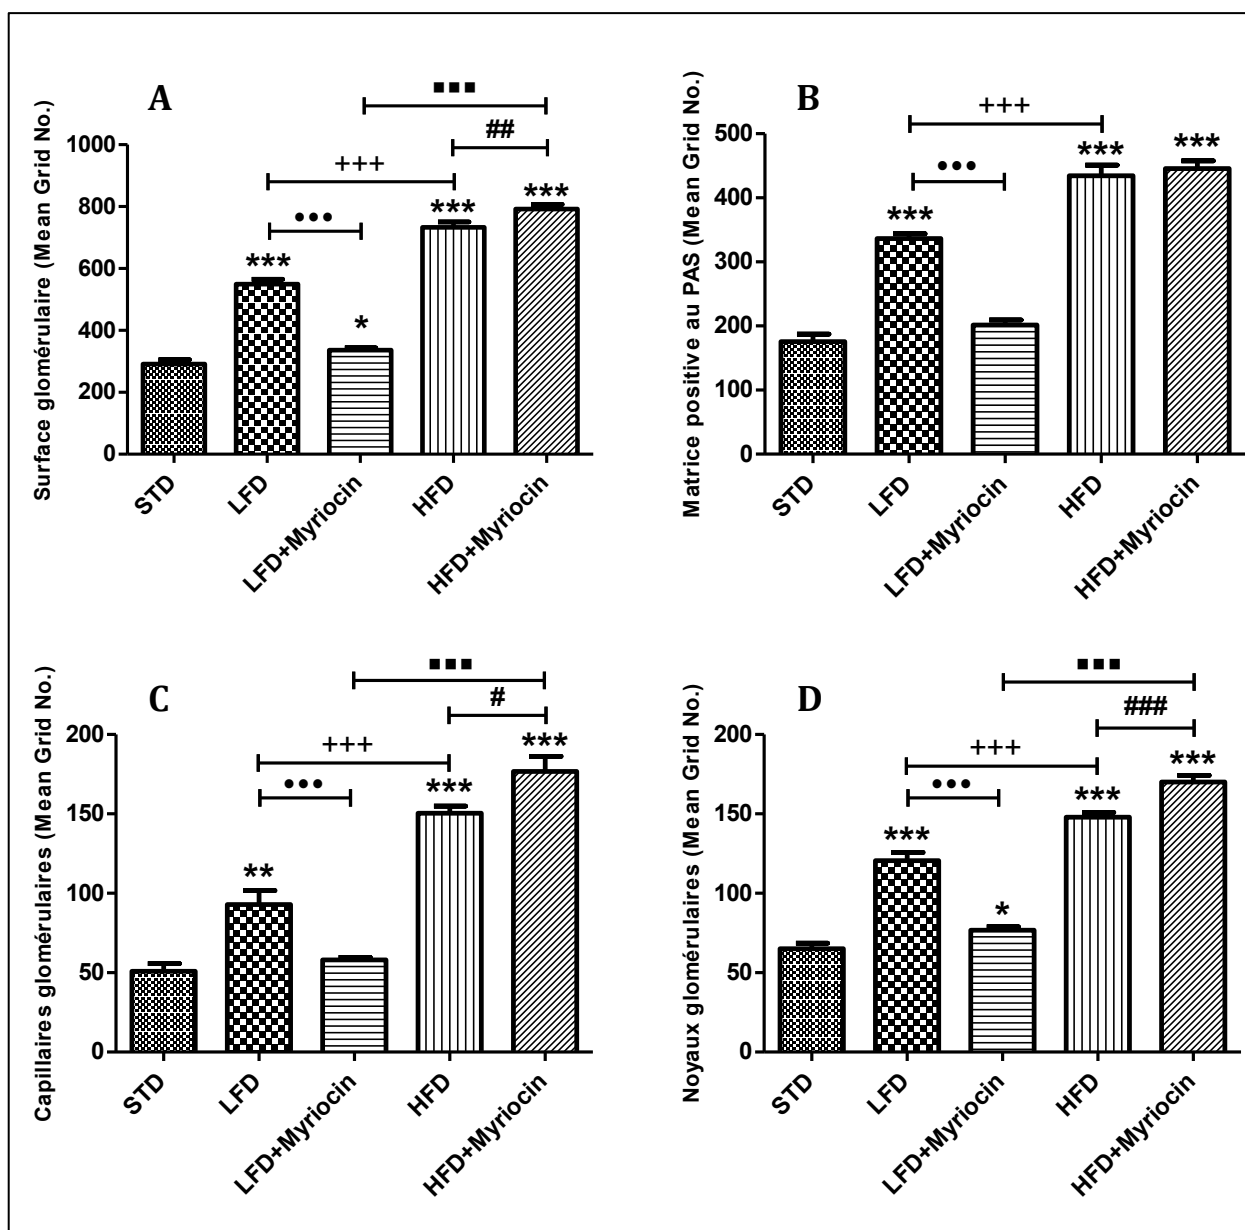 A
Surface glomérulaire (Mean Grid No.)
1000
800
600
400
200
0
■■■
##
+++
•••
***
***
***
*
STD
LFD
LFD+Myriocin
HFD
HFD+Myriocin
B
Matrice positive au PAS (Mean Grid No.)
500
400
300
200
100
0
+++
•••
***
***
***
STD
LFD
LFD+Myriocin
HFD
HFD+Myriocin
C
Capillaires glomérulaires (Mean Grid No.)
200
150
100
50
0
■■■
#
+++
•••
***
***
**
STD
LFD
LFD+Myriocin
HFD
HFD+Myriocin
D
Noyaux glomérulaires (Mean Grid No.)
200
150
100
50
0
■■■
###
+++
•••
***
***
***
*
STD
LFD
LFD+Myriocin
HFD
HFD+Myriocin